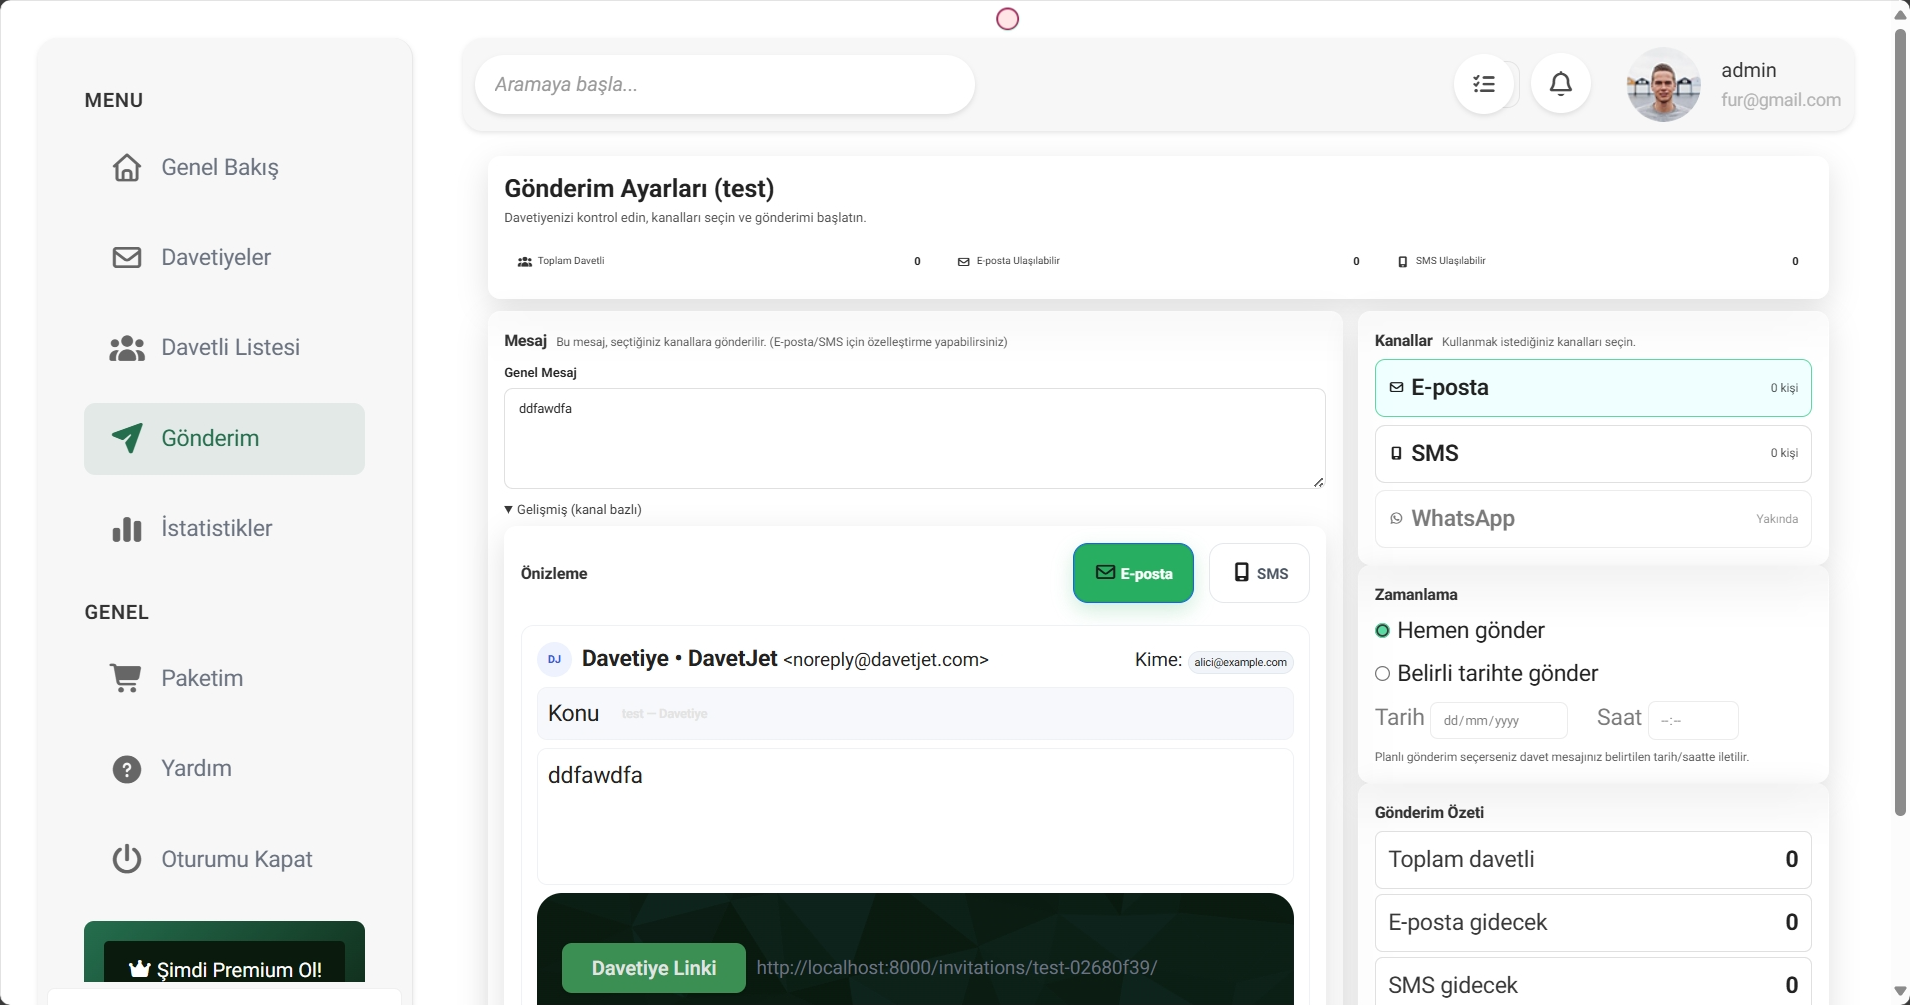 MENU
Genel Bakış
Davetiyeler
Davetli Listesi
Gönderim
İstatistikler
GENEL
Paketim
Yardım
Oturumu Kapat
Şimdi Premium Ol!
Aramaya başla...
admin
fur@gmail.com
Gönderim Ayarları (test)
Davetiyenizi kontrol edin, kanalları seçin ve gönderimi başlatın.
Toplam Davetli 0
E-posta Ulaşılabilir 0
SMS Ulaşılabilir 0
Mesaj Bu mesaj, seçtiğiniz kanallara gönderilir. (E-posta/SMS için özelleştirme yapabilirsiniz)
Genel Mesaj
ddfawdfa
▼ Gelişmiş (kanal bazlı)
Önizleme
E-posta
SMS
DJ Davetiye • DavetJet <noreply@davetjet.com>
Kime: alici@example.com
Konu test — Davetiye
ddfawdfa
Davetiye Linki http://localhost:8000/invitations/test-02680f39/
Kanallar Kullanmak istediğiniz kanalları seçin.
E-posta 0 kişi
SMS 0 kişi
WhatsApp Yakında
Zamanlama
Hemen gönder
Belirli tarihte gönder
Tarih dd/mm/yyyy Saat --:--
Planlı gönderim seçerseniz davet mesajınız belirtilen tarih/saatte iletilir.
Gönderim Özeti
Toplam davetli 0
E-posta gidecek 0
SMS gidecek 0